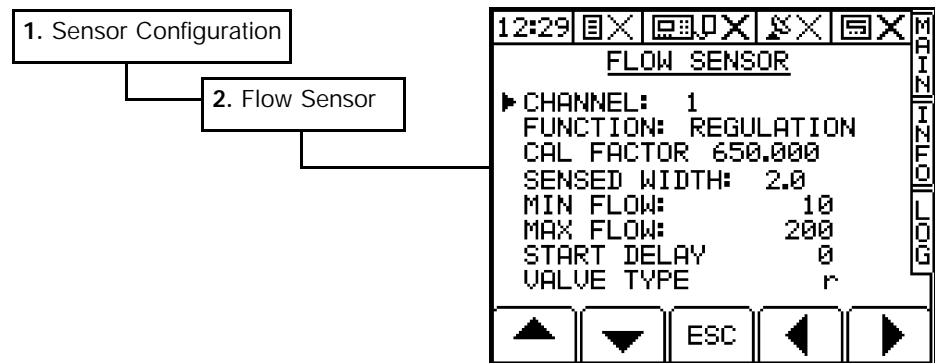 1. Sensor Configuration
2. Flow Sensor
12:29
FLOW SENSOR
CHANNEL: 1
FUNCTION: REGULATION
CAL FACTOR 650.000
SENSED WIDTH: 2.0
MIN FLOW: 10
MAX FLOW: 200
START DELAY 0
VALVE TYPE r
MAIN
INFO
LOG
ESC